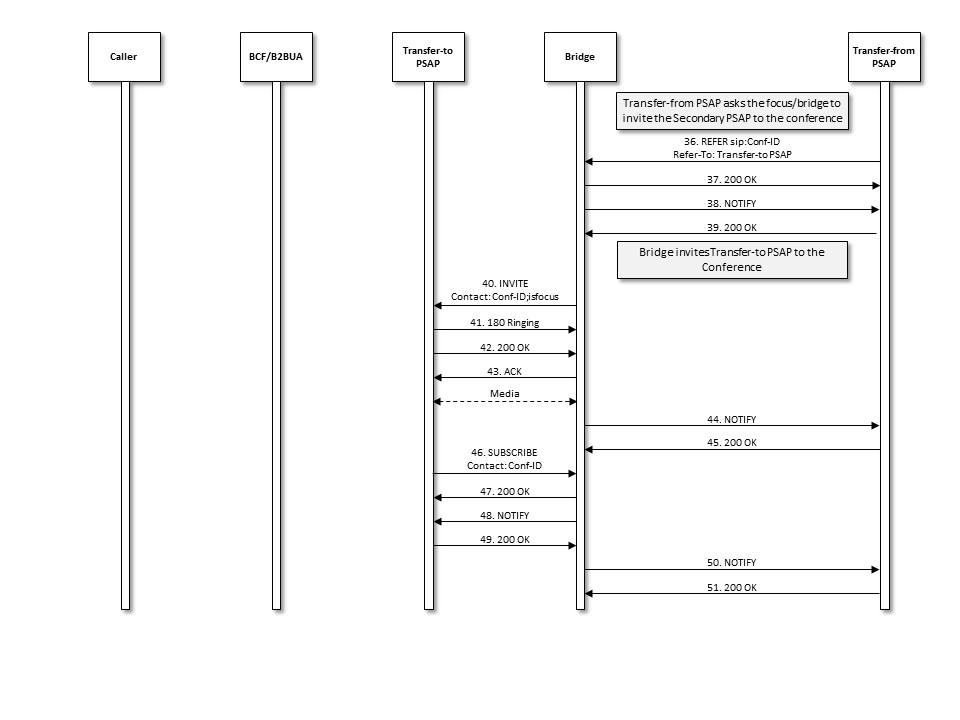 Caller
BCF/B2BUA
Transfer-to
PSAP
Bridge
Transfer-from
PSAP
Transfer-from PSAP asks the focus/bridge to
invite the Secondary PSAP to the conference
36. REFER sip:Conf-ID
Refer-To: Transfer-to PSAP
37. 200 OK
38. NOTIFY
39. 200 OK
Bridge invites Transfer-to PSAP to the
Conference
40. INVITE
Contact: Conf-ID;isfocus
41. 180 Ringing
42. 200 OK
43. ACK
Media
44. NOTIFY
45. 200 OK
46. SUBSCRIBE
Contact: Conf-ID
47. 200 OK
48. NOTIFY
49. 200 OK
50. NOTIFY
51. 200 OK